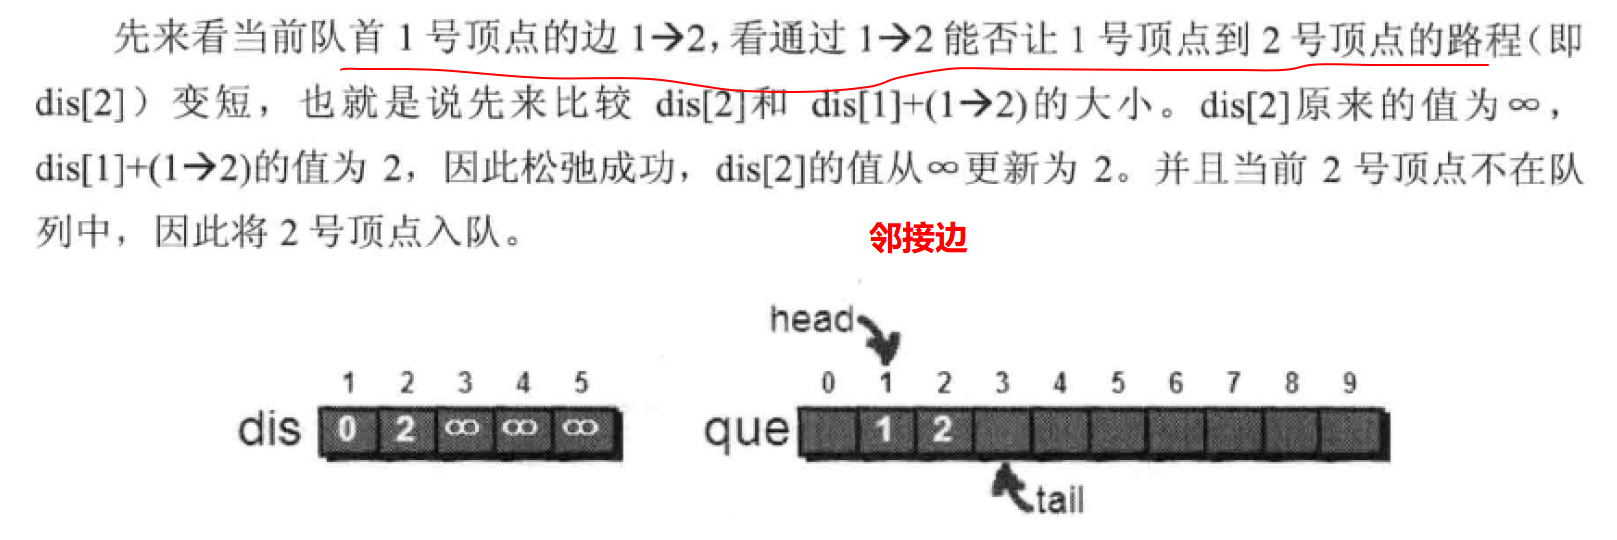 先来看当前队首 1 号顶点的边 1→2，看通过 1→2 能否让 1 号顶点到 2 号顶点的路程（即
dis[2]）变短，也就是说先来比较 dis[2]和 dis[1]+(1→2)的大小。dis[2]原来的值为∞，
dis[1]+(1→2)的值为 2，因此松弛成功，dis[2]的值从∞更新为 2。并且当前 2 号顶点不在队
列中，因此将 2 号顶点入队。
邻接边
head
1 2 3 4 5
0 1 2 3 4 5 6 7 8 9
dis 0 2 ∞ ∞ ∞
que 1 2
tail